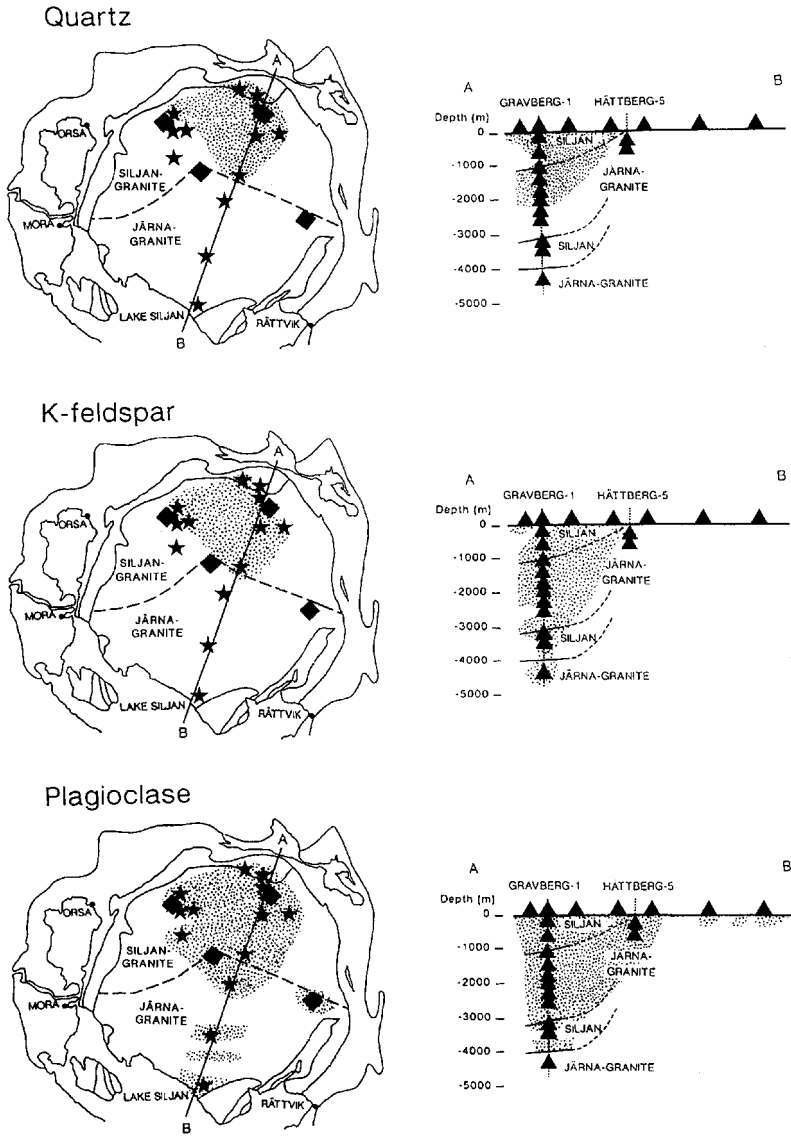 Quartz
A
ORSA
SILJAN-
GRANITE
MORA
JÄRNA-
GRANITE
LAKE SILJAN
RÄTTVIK
B
A
B
GRAVBERG-1
HÄTTBERG-5
Depth (m)
0
SILJAN
-1000
JÄRNA-
GRANITE
-2000
-3000
SILJAN
-4000
JÄRNA-GRANITE
-5000
K-feldspar
A
ORSA
SILJAN-
GRANITE
MORA
JÄRNA-
GRANITE
LAKE SILJAN
RÄTTVIK
B
A
B
GRAVBERG-1
HÄTTBERG-5
Depth (m)
0
SILJAN
-1000
JÄRNA-
GRANITE
-2000
-3000
SILJAN
-4000
JÄRNA-GRANITE
-5000
Plagioclase
A
ORSA
SILJAN-
GRANITE
MORA
JÄRNA-
GRANITE
LAKE SILJAN
RÄTTVIK
B
A
B
GRAVBERG-1
HÄTTBERG-5
Depth (m)
0
SILJAN
-1000
JÄRNA-
GRANITE
-2000
-3000
SILJAN
-4000
JÄRNA-GRANITE
-5000